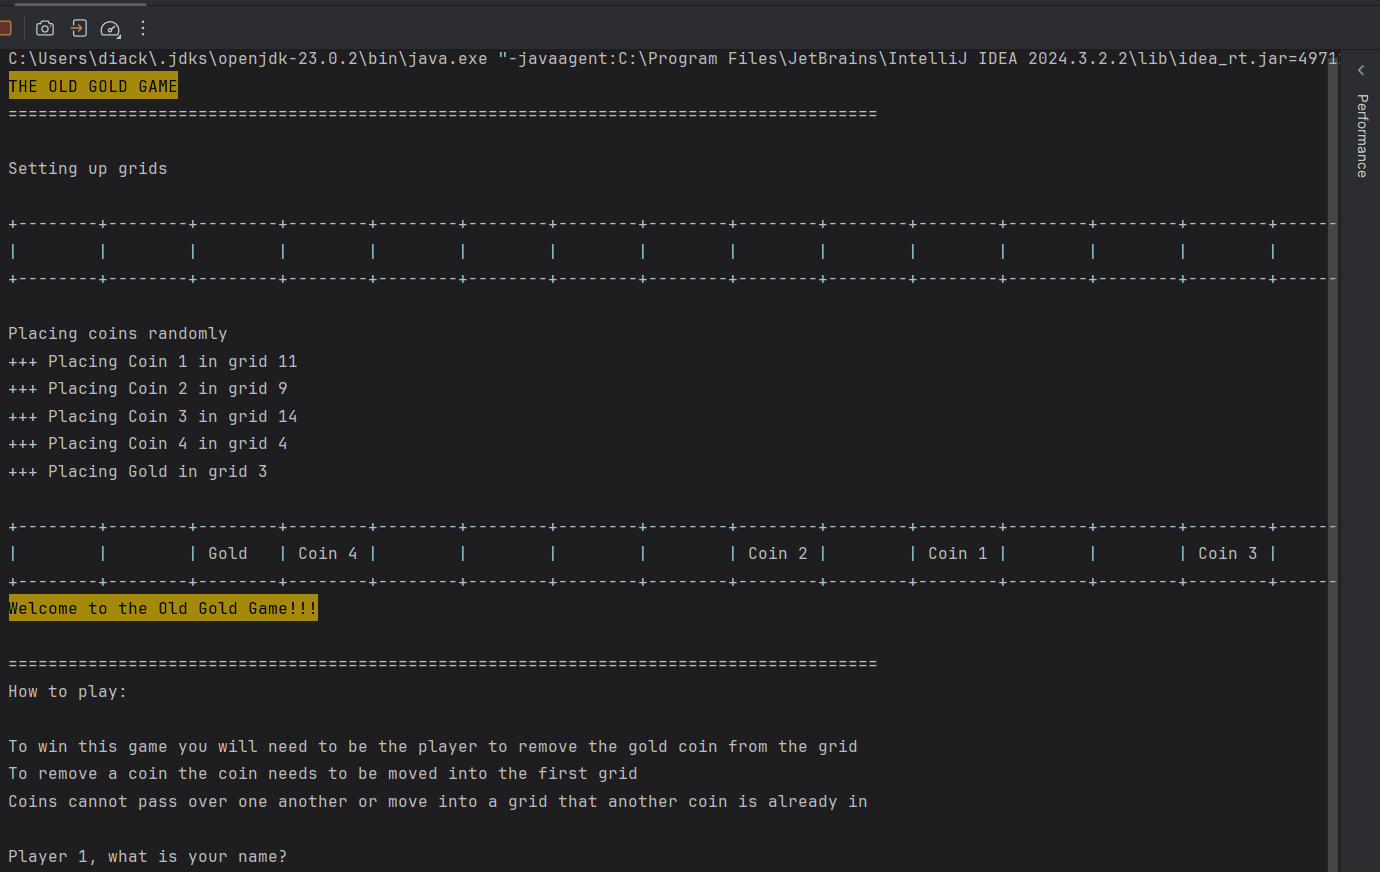 C:\Users\diack\.jdks\openjdk-23.0.2\bin\java.exe "-javaagent:C:\Program Files\JetBrains\IntelliJ IDEA 2024.3.2.2\lib\idea_rt.jar=4971
THE OLD GOLD GAME
=======================================================================================
Setting up grids
+--------+--------+--------+--------+--------+--------+--------+--------+--------+--------+--------+--------+--------+--------+------
|        |        |        |        |        |        |        |        |        |        |        |        |        |        |
+--------+--------+--------+--------+--------+--------+--------+--------+--------+--------+--------+--------+--------+--------+------
Placing coins randomly
+++ Placing Coin 1 in grid 11
+++ Placing Coin 2 in grid 9
+++ Placing Coin 3 in grid 14
+++ Placing Coin 4 in grid 4
+++ Placing Gold in grid 3
+--------+--------+--------+--------+--------+--------+--------+--------+--------+--------+--------+--------+--------+--------+------
|        |        | Gold   | Coin 4 |        |        |        |        | Coin 2 |        | Coin 1 |        |        | Coin 3 |
+--------+--------+--------+--------+--------+--------+--------+--------+--------+--------+--------+--------+--------+--------+------
Welcome to the Old Gold Game!!!
=======================================================================================
How to play:
To win this game you will need to be the player to remove the gold coin from the grid
To remove a coin the coin needs to be moved into the first grid
Coins cannot pass over one another or move into a grid that another coin is already in
Player 1, what is your name?
Performance